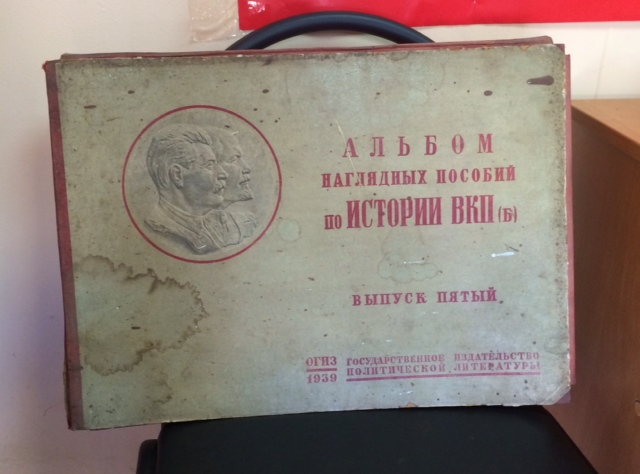 АЛЬБОМ
НАГЛЯДНЫХ ПОСОБИЙ
ПО ИСТОРИИ ВКП(Б)
ВЫПУСК ПЯТЫЙ
ОГИЗ ГОСУДАРСТВЕННОЕ ИЗДАТЕЛЬСТВО
1939 ПОЛИТИЧЕСКОЙ ЛИТЕРАТУРЫ